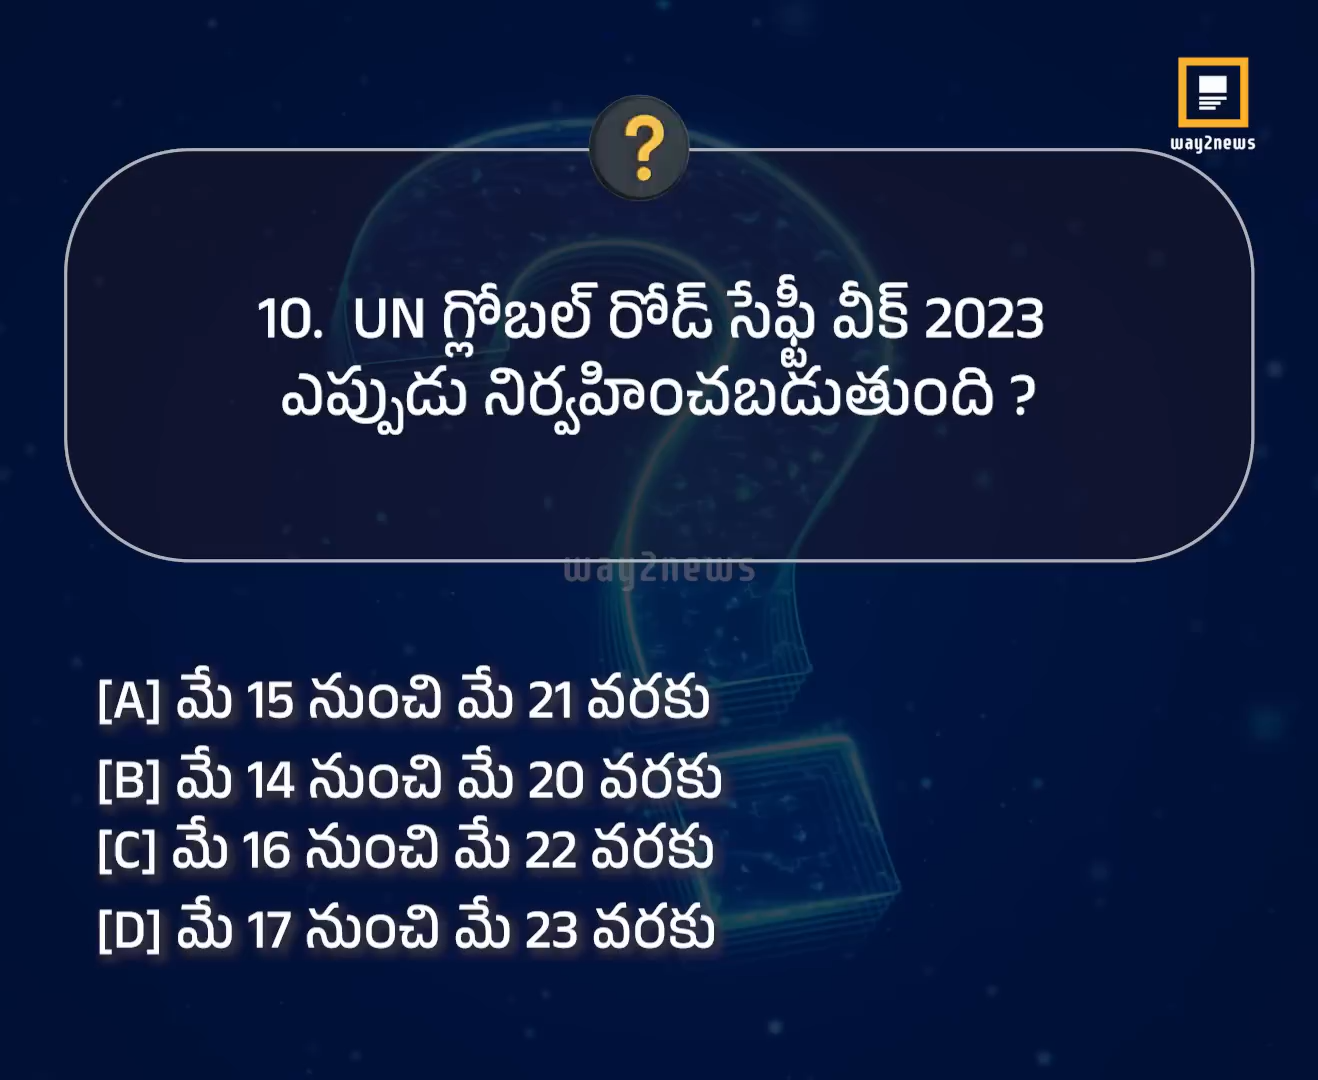 way2news
10. UN గ్లోబల్ రోడ్ సేఫ్టీ వీక్ 2023
ఎప్పుడు నిర్వహించబడుతుంది ?
way2news
[A] మే 15 నుంచి మే 21 వరకు
[B] మే 14 నుంచి మే 20 వరకు
[C] మే 16 నుంచి మే 22 వరకు
[D] మే 17 నుంచి మే 23 వరకు